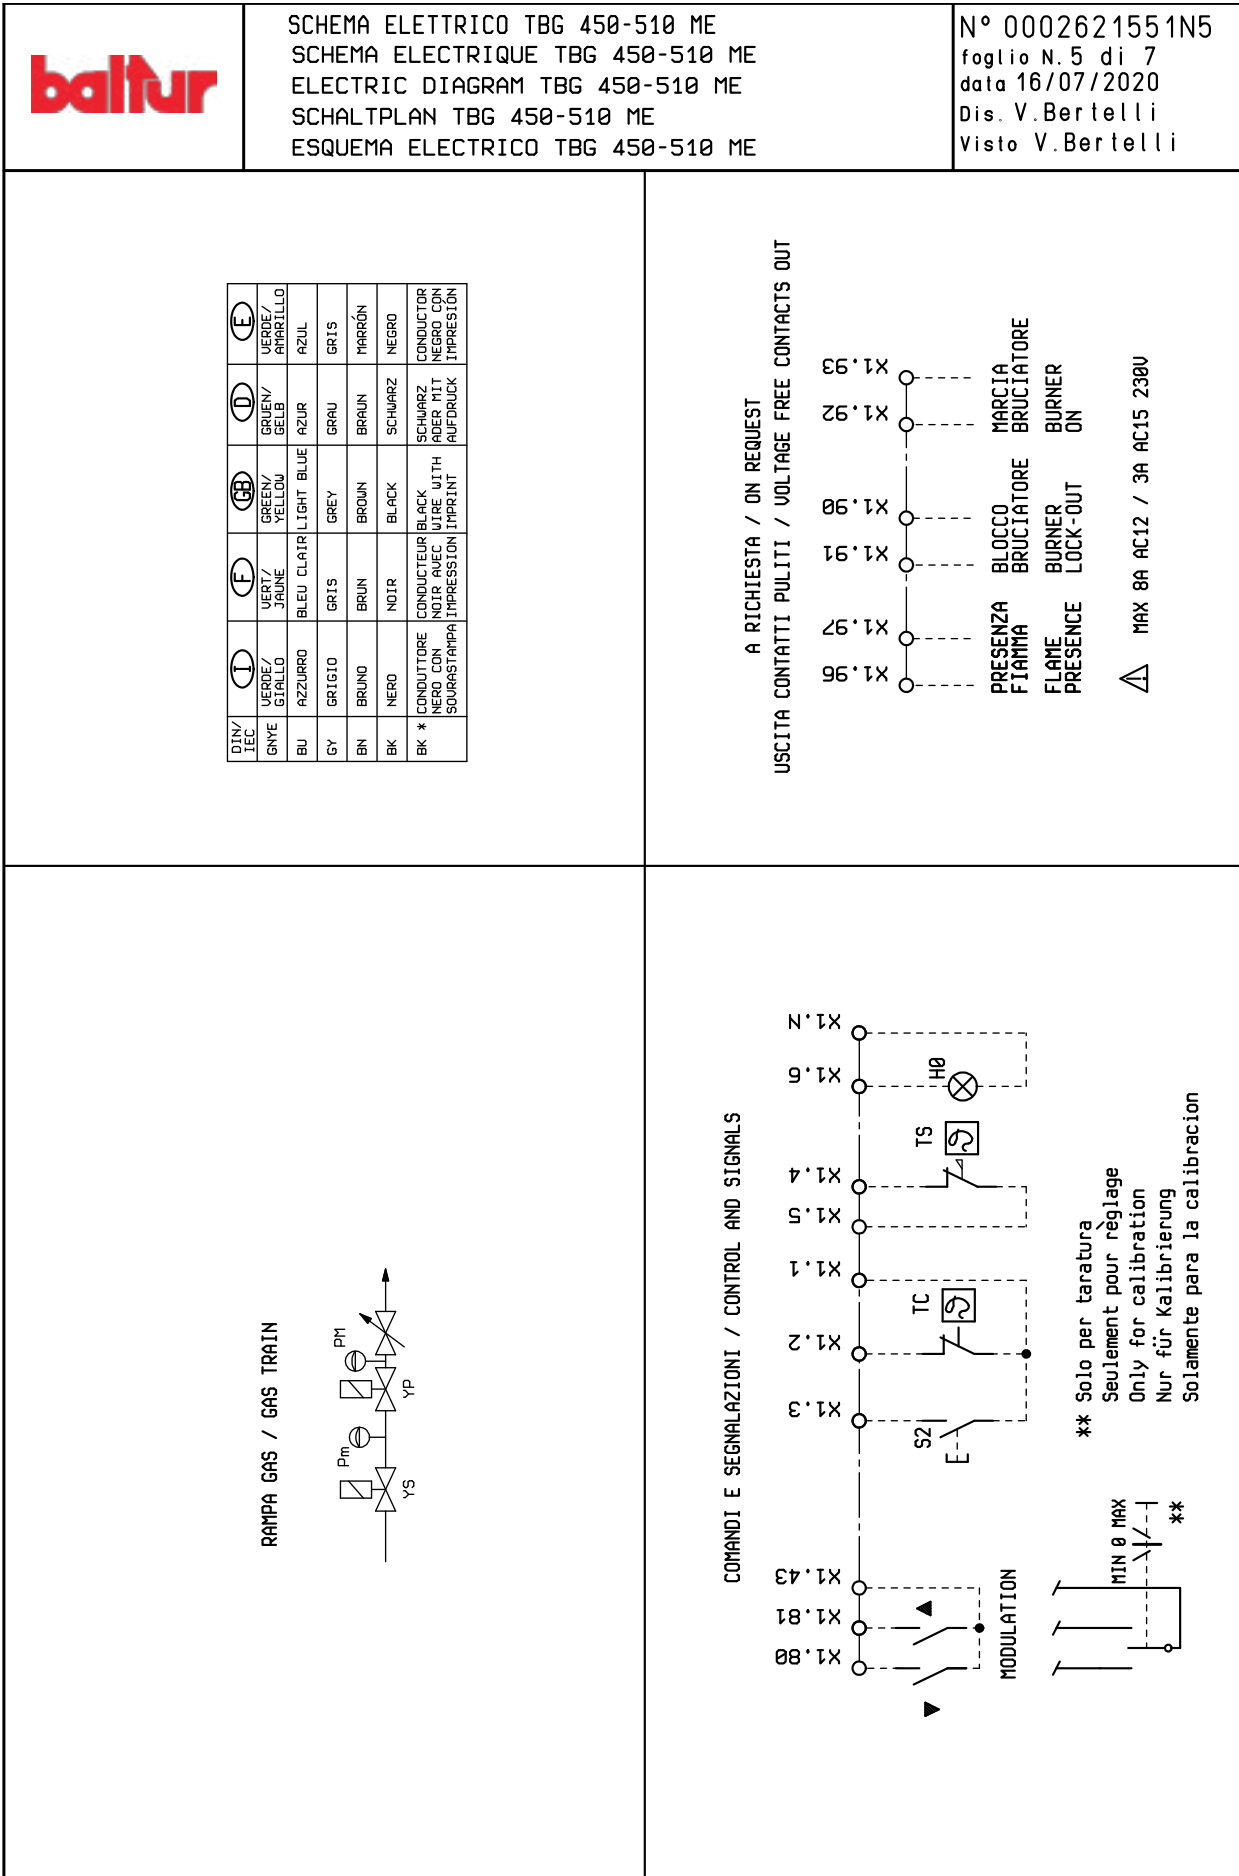 baltur
SCHEMA ELETTRICO TBG 450-510 ME
SCHEMA ELECTRIQUE TBG 450-510 ME
ELECTRIC DIAGRAM TBG 450-510 ME
SCHALTPLAN TBG 450-510 ME
ESQUEMA ELECTRICO TBG 450-510 ME
N° 0002621551N5
foglio N. 5 di 7
data 16/07/2020
Dis. V.Bertelli
Visto V.Bertelli
DIN/
IEC
I
F
GB
D
E
GNYE
VERDE/
GIALLO
VERT/
JAUNE
GREEN/
YELLOW
GRUEN/
GELB
VERDE/
AMARILLO
BU
AZZURRO
BLEU CLAIR
LIGHT BLUE
AZUR
AZUL
GY
GRIGIO
GRIS
GREY
GRAU
GRIS
BN
BRUNO
BRUN
BROWN
BRAUN
MARRÓN
BK
NERO
NOIR
BLACK
SCHWARZ
NEGRO
BK *
CONDUTTORE
NERO CON
SOVRASTAMPA
CONDUCTEUR
NOIR AVEC
IMPRESSION
BLACK
WIRE WITH
IMPRINT
SCHWARZ
ADER MIT
AUFDRUCK
CONDUCTOR
NEGRO CON
IMPRESIÓN
A RICHIESTA / ON REQUEST
USCITA CONTATTI PULITI / VOLTAGE FREE CONTACTS OUT
X1.96
X1.97
X1.91
X1.90
X1.92
X1.93
PRESENZA
FIAMMA
FLAME
PRESENCE
BLOCCO
BRUCIATORE
BURNER
LOCK-OUT
MARCIA
BRUCIATORE
BURNER
ON
MAX 8A AC12 / 3A AC15 230V
RAMPA GAS / GAS TRAIN
Pm
PM
YS
YP
COMANDI E SEGNALAZIONI / CONTROL AND SIGNALS
X1.80
X1.81
X1.43
X1.3
X1.2
X1.1
X1.5
X1.4
X1.6
X1.N
S2
TC
TS
H0
MODULATION
MIN 0 MAX
**
** Solo per taratura
Seulement pour règlage
Only for calibration
Nur für Kalibrierung
Solamente para la calibracion